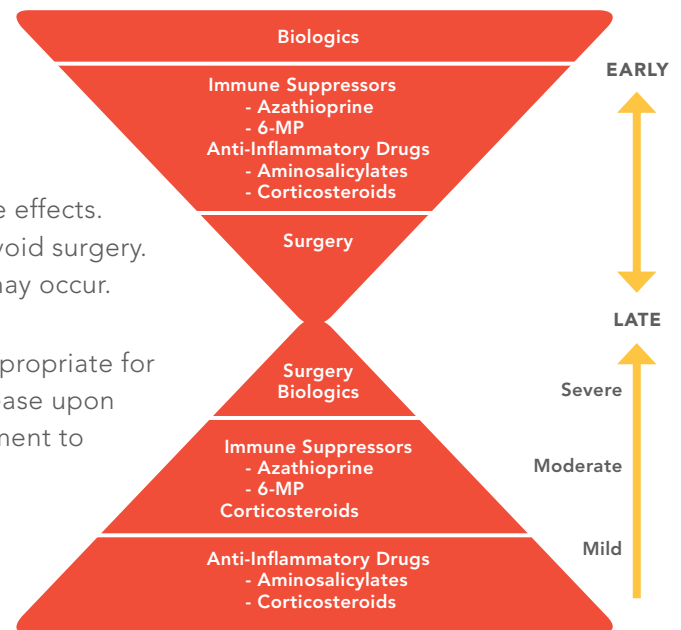 Biologics
EARLY
Immune Suppressors
- Azathioprine
- 6-MP
Anti-Inflammatory Drugs
- Aminosalicylates
- Corticosteroids
effects.
void surgery.
may occur.
Surgery
LATE
propriate for
ease upon
ment to
Surgery
Biologics
Severe
Immune Suppressors
- Azathioprine
- 6-MP
Corticosteroids
Moderate
Anti-Inflammatory Drugs
- Aminosalicylates
- Corticosteroids
Mild